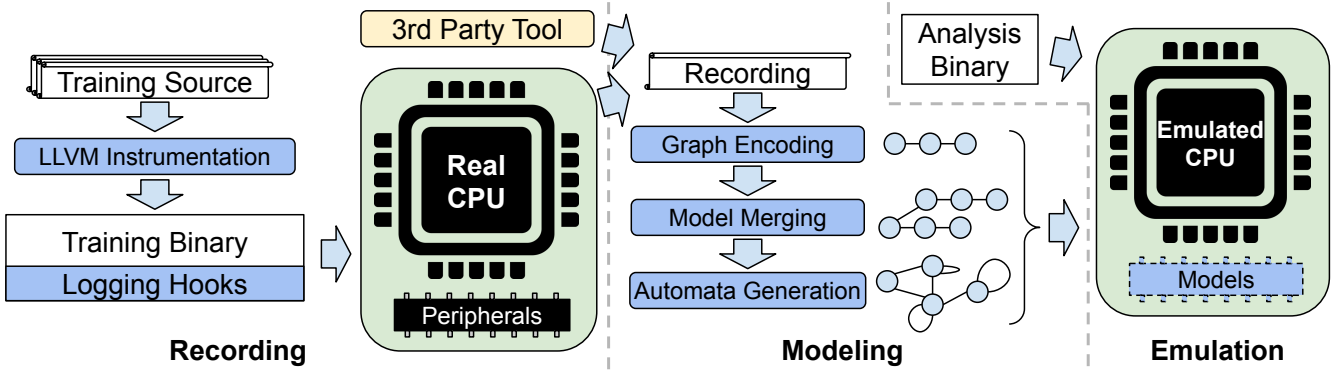 Training Source
LLVM Instrumentation
Training Binary
Logging Hooks
3rd Party Tool
Real
CPU
Peripherals
Recording
Recording
Graph Encoding
Model Merging
Automata Generation
Modeling
Analysis
Binary
Emulated
CPU
Models
Emulation